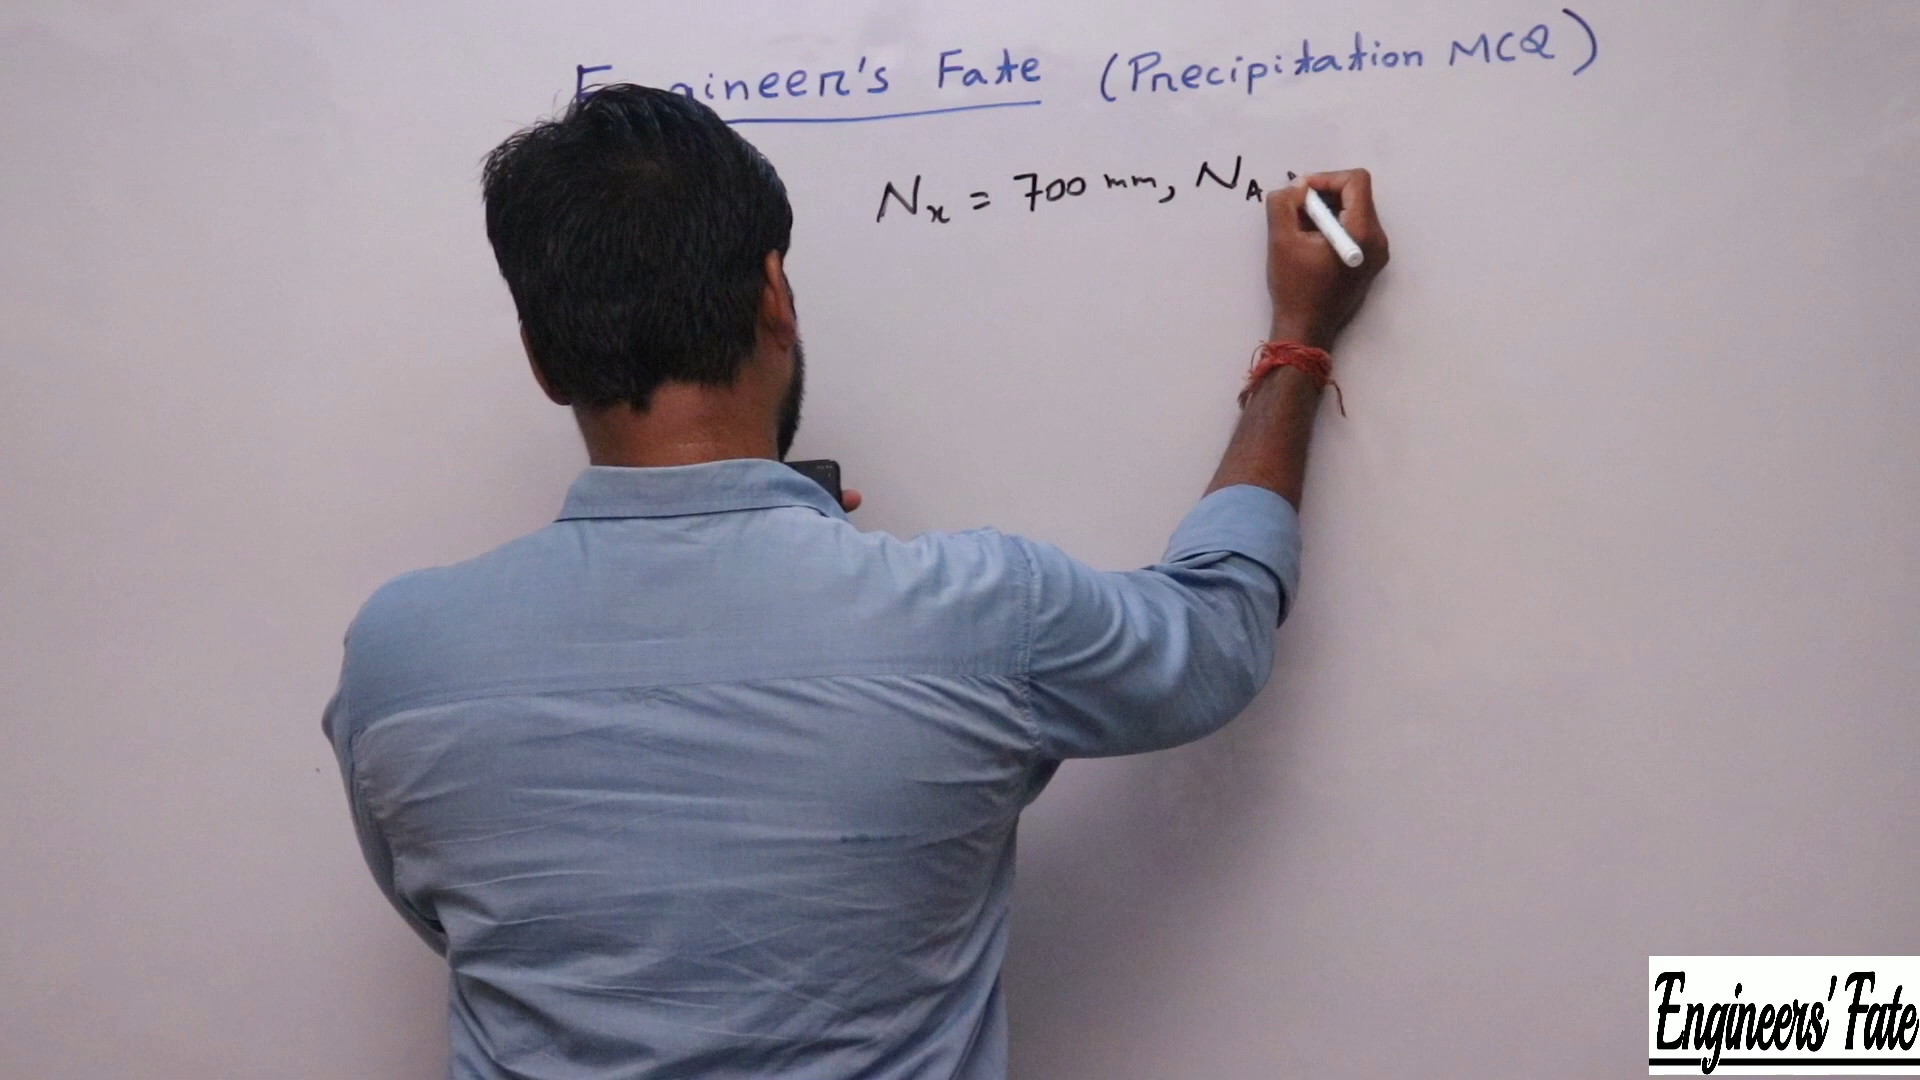 Engineer's Fate (Precipitation MCQ)
Nx = 700 mm, NA
Engineers' Fate